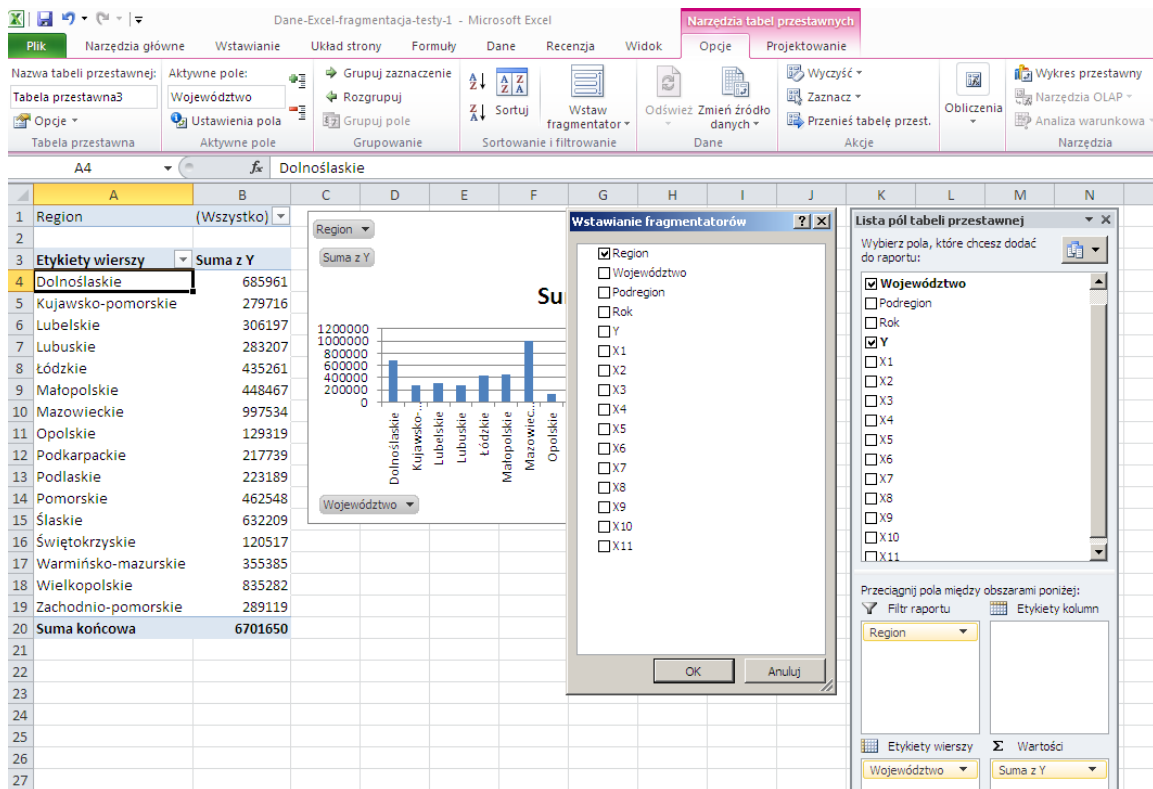 Dane-Excel-fragmentacja-testy-1 - Microsoft Excel
Narzędzia tabel przestawnych
Plik Narzędzia główne Wstawianie Układ strony Formuły Dane Recenzja Widok Opcje Projektowanie
Nazwa tabeli przestawnej:
Tabela przestawna3
Opcje
Tabela przestawna
Aktywne pole:
Województwo
Ustawienia pola
Aktywne pole
Grupuj zaznaczenie
Rozgrupuj
Grupuj pole
Grupowanie
Sortuj
Wstaw
fragmentator
Sortowanie i filtrowanie
Odśwież
Zmień źródło
danych
Dane
Wyczyść
Zaznacz
Przenieś tabelę przest.
Akcje
Obliczenia
Wykres przestawny
Narzędzia OLAP
Analiza warunkowa
Narzędzia
A4 fx Dolnoślaskie
A B C D E F G H I J K L M N
1 Region (Wszystko)
2
3 Etykiety wierszy Suma z Y
4 Dolnoślaskie 685961
5 Kujawsko-pomorskie 279716
6 Lubelskie 306197
7 Lubuskie 283207
8 Łódzkie 435261
9 Małopolskie 448467
10 Mazowieckie 997534
11 Opolskie 129319
12 Podkarpackie 217739
13 Podlaskie 223189
14 Pomorskie 462548
15 Ślaskie 632209
16 Świętokrzyskie 120517
17 Warmińsko-mazurskie 355385
18 Wielkopolskie 835282
19 Zachodnio-pomorskie 289119
20 Suma końcowa 6701650
21
22
23
24
25
26
27
Region
Suma z Y
Su
1200000
1000000
800000
600000
400000
200000
0
Dolnoślaskie
Kujawsko-...
Lubelskie
Lubuskie
Łódzkie
Małopolskie
Mazowiec...
Opolskie
Województwo
Wstawianie fragmentatorów
Region
Województwo
Podregion
Rok
Y
X1
X2
X3
X4
X5
X6
X7
X8
X9
X10
X11
OK Anuluj
Lista pól tabeli przestawnej
Wybierz pola, które chcesz dodać
do raportu:
Województwo
Podregion
Rok
Y
X1
X2
X3
X4
X5
X6
X7
X8
X9
X10
X11
Przeciągnij pola między obszarami poniżej:
Filtr raportu Etykiety kolumn
Region
Etykiety wierszy Σ Wartości
Województwo Suma z Y